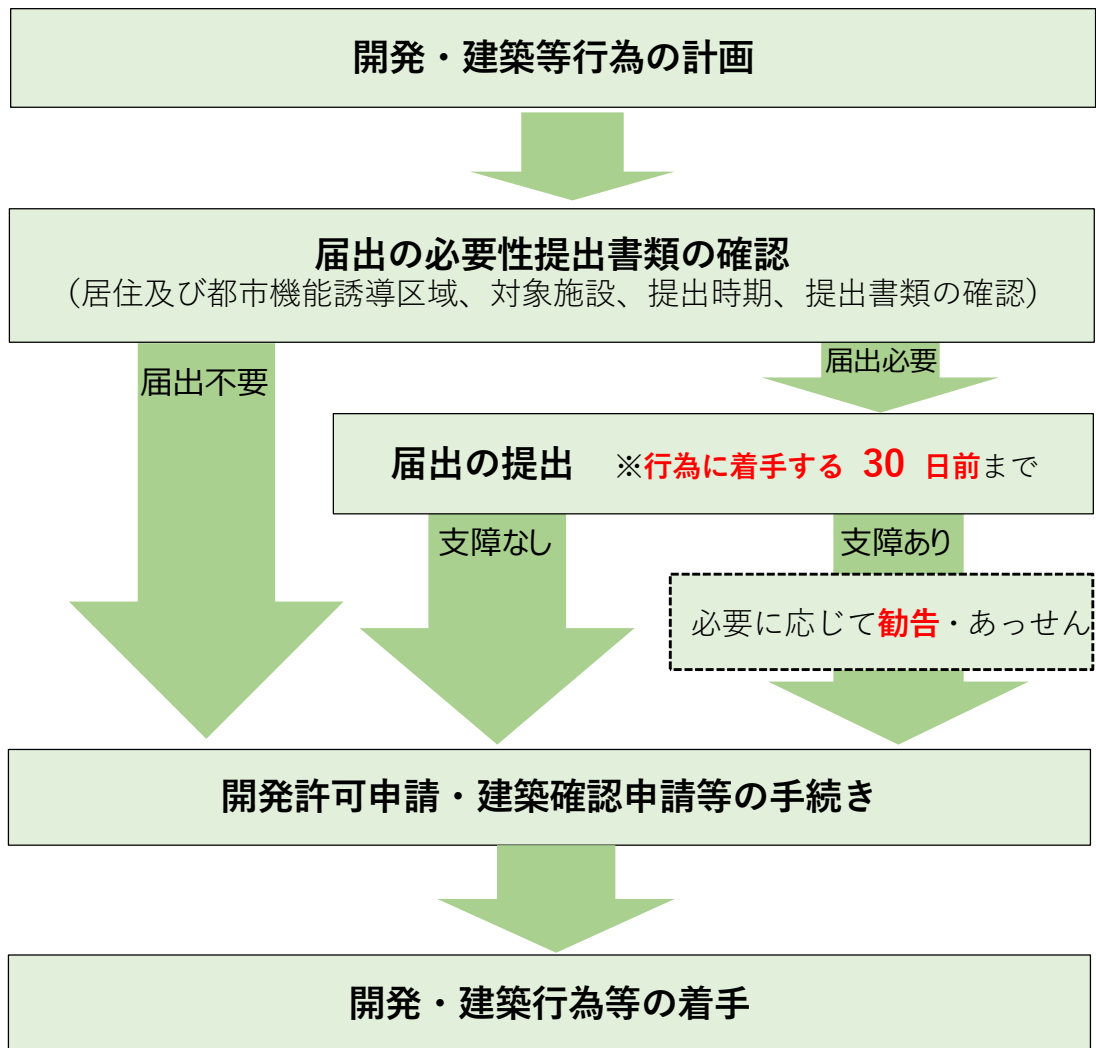 開発・建築等行為の計画
届出の必要性提出書類の確認
（居住及び都市機能誘導区域、対象施設、提出時期、提出書類の確認）
届出不要
届出必要
届出の提出 ※行為に着手する 30 日前まで
支障なし
支障あり
必要に応じて勧告・あっせん
開発許可申請・建築確認申請等の手続き
開発・建築行為等の着手